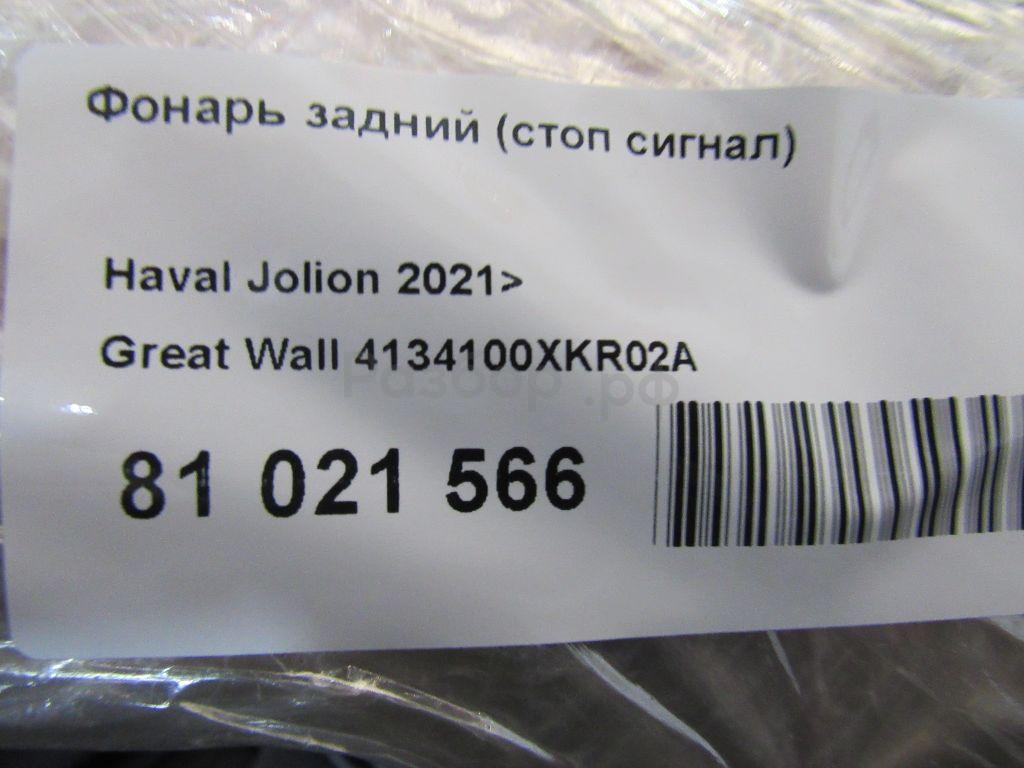 Фонарь задний (стоп сигнал)
Haval Jolion 2021>
Great Wall 4134100XKR02A
Разбор.рф
81 021 566